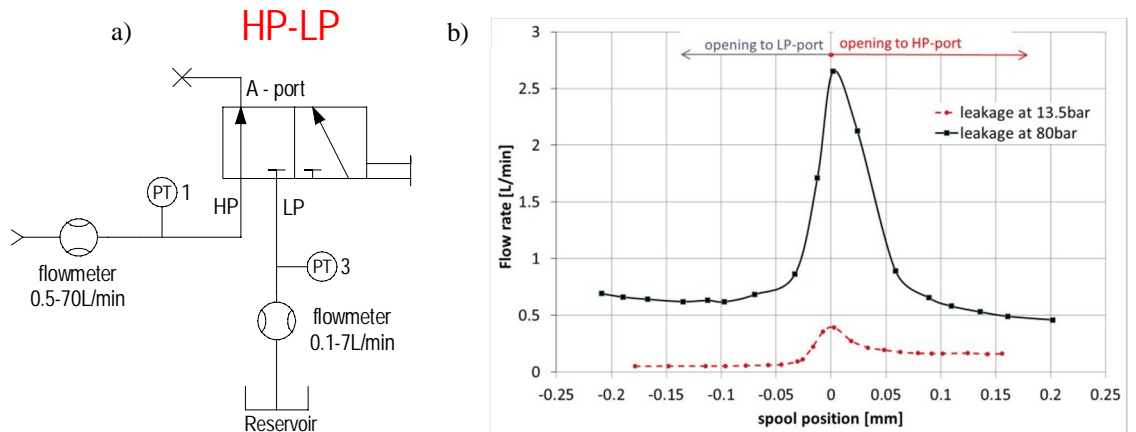 a)
HP-LP
A - port
PT 1
HP
LP
flowmeter
0.5-70L/min
PT 3
flowmeter
0.1-7L/min
Reservoir
b)
3
2.5
2
1.5
1
0.5
0
Flow rate [L/min]
opening to LP-port
opening to HP-port
leakage at 13.5bar
leakage at 80bar
-0.25 -0.2 -0.15 -0.1 -0.05 0 0.05 0.1 0.15 0.2 0.25
spool position [mm]